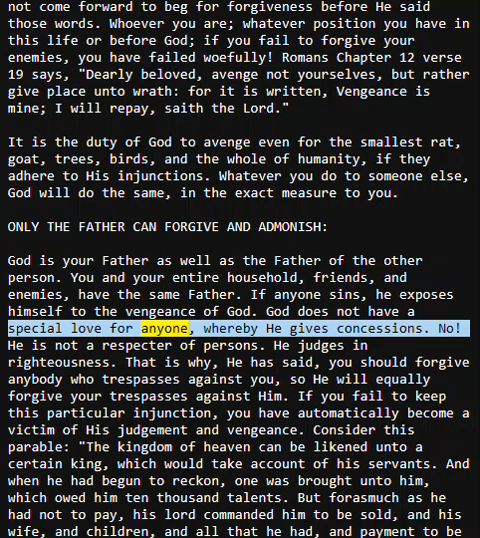 not come forward to beg for forgiveness before He said
those words. Whoever you are; whatever position you have in
this life or before God; if you fail to forgive your
enemies, you have failed woefully! Romans Chapter 12 verse
19 says, "Dearly beloved, avenge not yourselves, but rather
give place unto wrath: for it is written, Vengeance is
mine; I will repay, saith the Lord."
It is the duty of God to avenge even for the smallest rat,
goat, trees, birds, and the whole of humanity, if they
adhere to His injunctions. Whatever you do to someone else,
God will do the same, in the exact measure to you.
ONLY THE FATHER CAN FORGIVE AND ADMONISH:
God is your Father as well as the Father of the other
person. You and your entire household, friends, and
enemies, have the same Father. If anyone sins, he exposes
himself to the vengeance of God. God does not have a
special love for anyone, whereby He gives concessions. No!
He is not a respecter of persons. He judges in
righteousness. That is why, He has said, you should forgive
anybody who trespasses against you, so He will equally
forgive your trespasses against Him. If you fail to keep
this particular injunction, you have automatically become a
victim of His judgement and vengeance. Consider this
parable: "The kingdom of heaven can be likened unto a
certain king, which would take account of his servants. And
when he had begun to reckon, one was brought unto him,
which owed him ten thousand talents. But forasmuch as he
had not to pay, his lord commanded him to be sold, and his
wife, and children, and all that he had, and payment to be